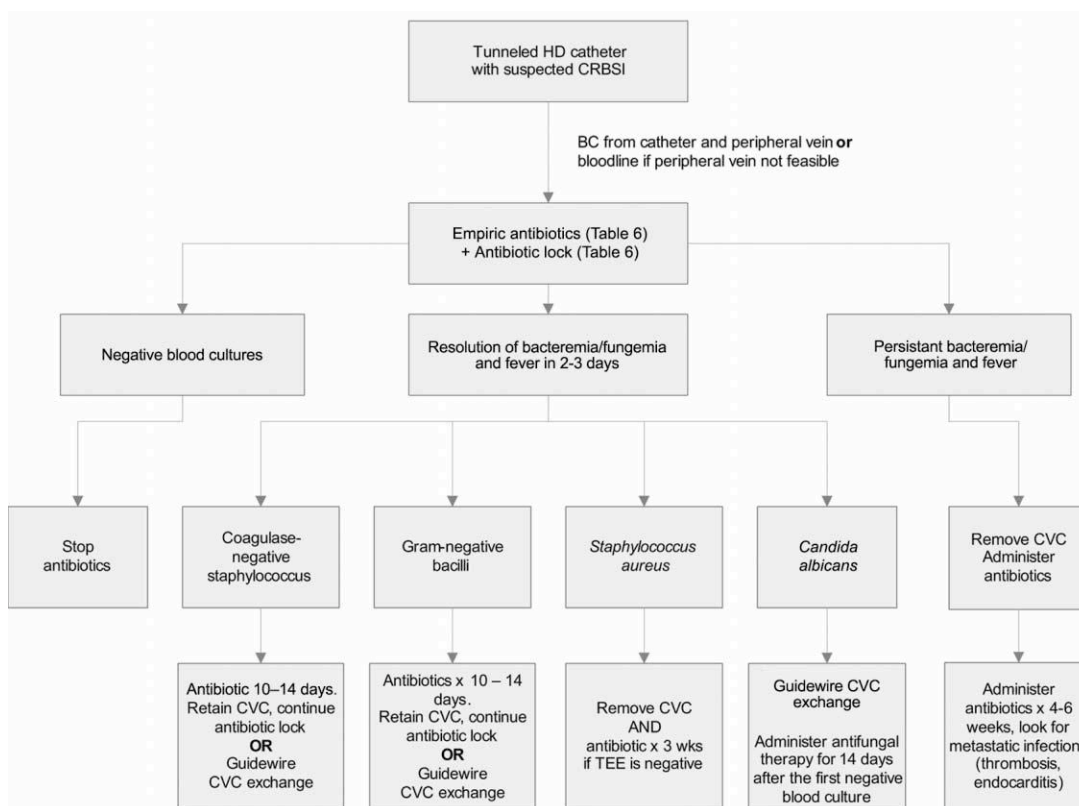 Tunneled HD catheter
with suspected CRBSI
BC from catheter and peripheral vein or
bloodline if peripheral vein not feasible
Empiric antibiotics (Table 6)
+ Antibiotic lock (Table 6)
Negative blood cultures
Resolution of bacteremia/fungemia
and fever in 2-3 days
Persistant bacteremia/
fungemia and fever
Stop
antibiotics
Coagulase-
negative
staphylococcus
Gram-negative
bacilli
Staphylococcus
aureus
Candida
albicans
Remove CVC
Administer
antibiotics
Antibiotic 10–14 days.
Retain CVC, continue
antibiotic lock
OR
Guidewire
CVC exchange
Antibiotics x 10 – 14
days.
Retain CVC, continue
antibiotic lock
OR
Guidewire
CVC exchange
Remove CVC
AND
antibiotic x 3 wks
if TEE is negative
Guidewire CVC
exchange
Administer antifungal
therapy for 14 days
after the first negative
blood culture
Administer
antibiotics x 4-6
weeks, look for
metastatic infection
(thrombosis,
endocarditis)